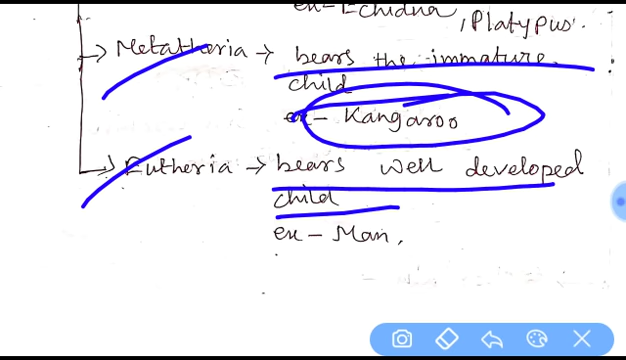 ex-Echidna, Platypus.
→ Metatheria → bears the immature
child
ex- Kangaroo
→ Eutheria → bears well developed
child
ex - Man,